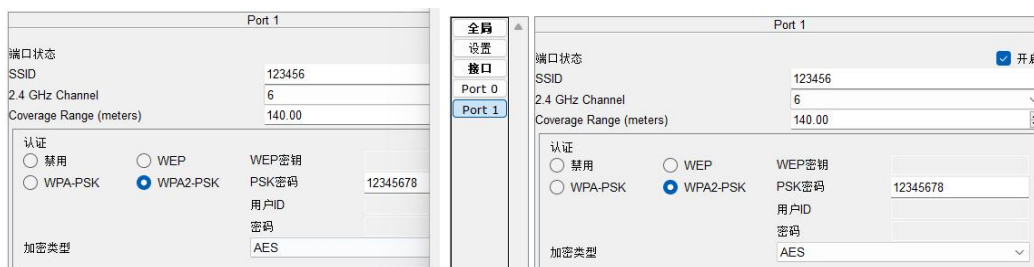 Port 1
端口状态
SSID 123456
2.4 GHz Channel 6
Coverage Range (meters) 140.00
认证
禁用 WEP WEP密钥
WPA-PSK WPA2-PSK PSK密码 12345678
用户ID
密码
加密类型 AES
全局
设置
接口
Port 0
Port 1
Port 1
端口状态 开启
SSID 123456
2.4 GHz Channel 6
Coverage Range (meters) 140.00
认证
禁用 WEP WEP密钥
WPA-PSK WPA2-PSK PSK密码 12345678
用户ID
密码
加密类型 AES